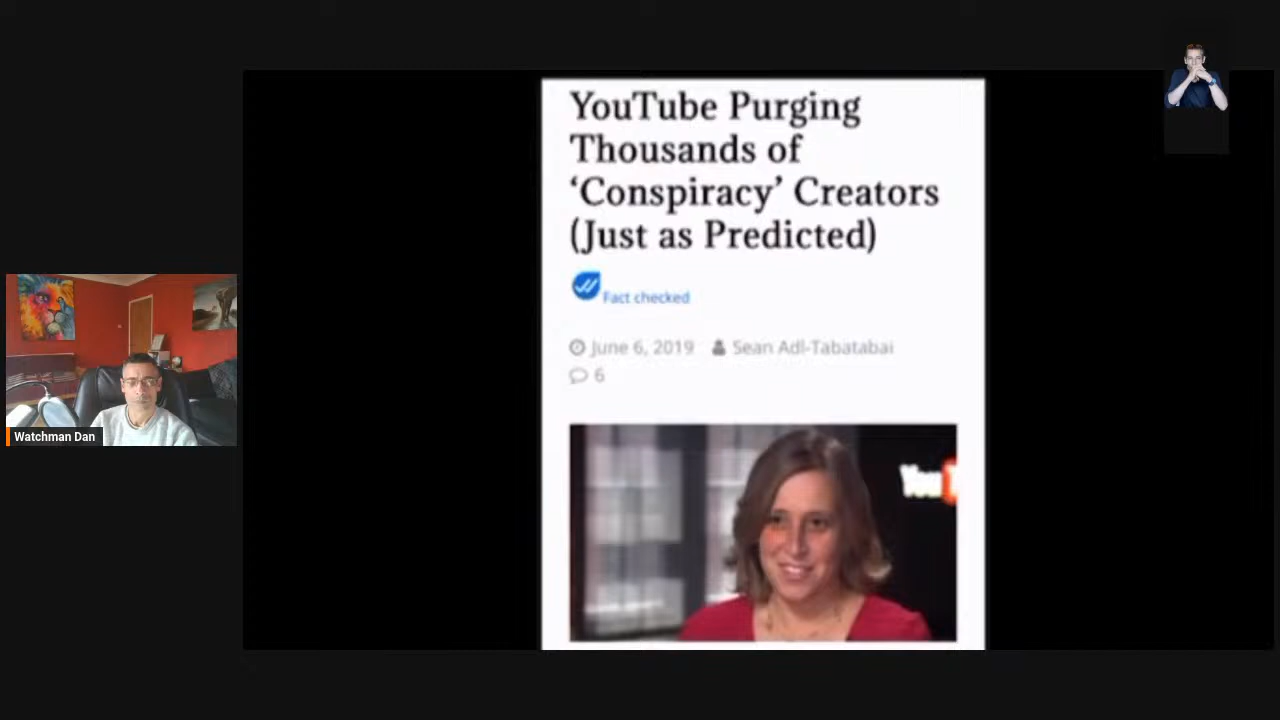 YouTube Purging
Thousands of
‘Conspiracy’ Creators
(Just as Predicted)
Fact checked
June 6, 2019 Sean Adl-Tabatabai
6
Watchman Dan